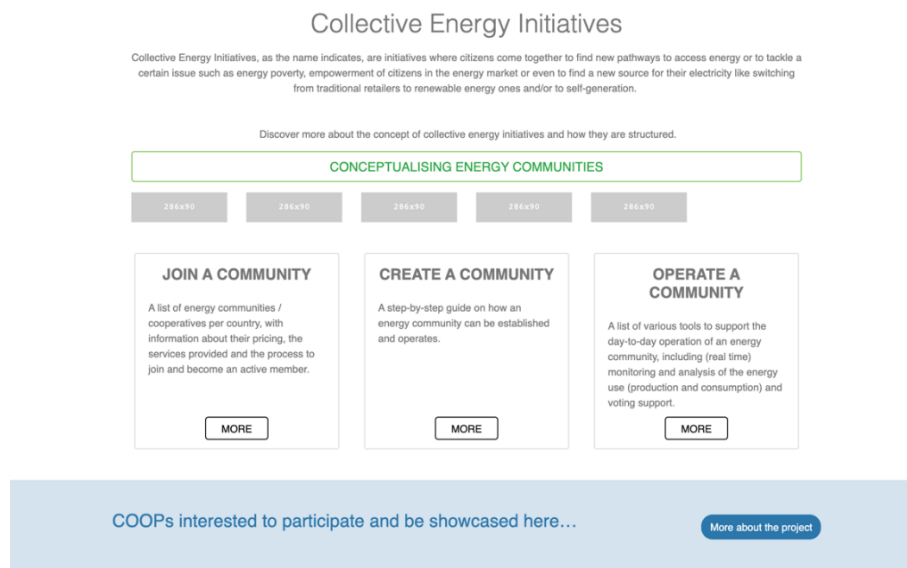 Collective Energy Initiatives
Collective Energy Initiatives, as the name indicates, are initiatives where citizens come together to find new pathways to access energy or to tackle a
certain issue such as energy poverty, empowerment of citizens in the energy market or even to find a new source for their electricity like switching
from traditional retailers to renewable energy ones and/or to self-generation.
Discover more about the concept of collective energy initiatives and how they are structured.
CONCEPTUALISING ENERGY COMMUNITIES
286x90 286x90 286x90 286x90 286x90
JOIN A COMMUNITY
A list of energy communities /
cooperatives per country, with
information about their pricing, the
services provided and the process to
join and become an active member.
MORE
CREATE A COMMUNITY
A step-by-step guide on how an
energy community can be established
and operates.
MORE
OPERATE A
COMMUNITY
A list of various tools to support the
day-to-day operation of an energy
community, including (real time)
monitoring and analysis of the energy
use (production and consumption) and
voting support.
MORE
COOPs interested to participate and be showcased here...
More about the project